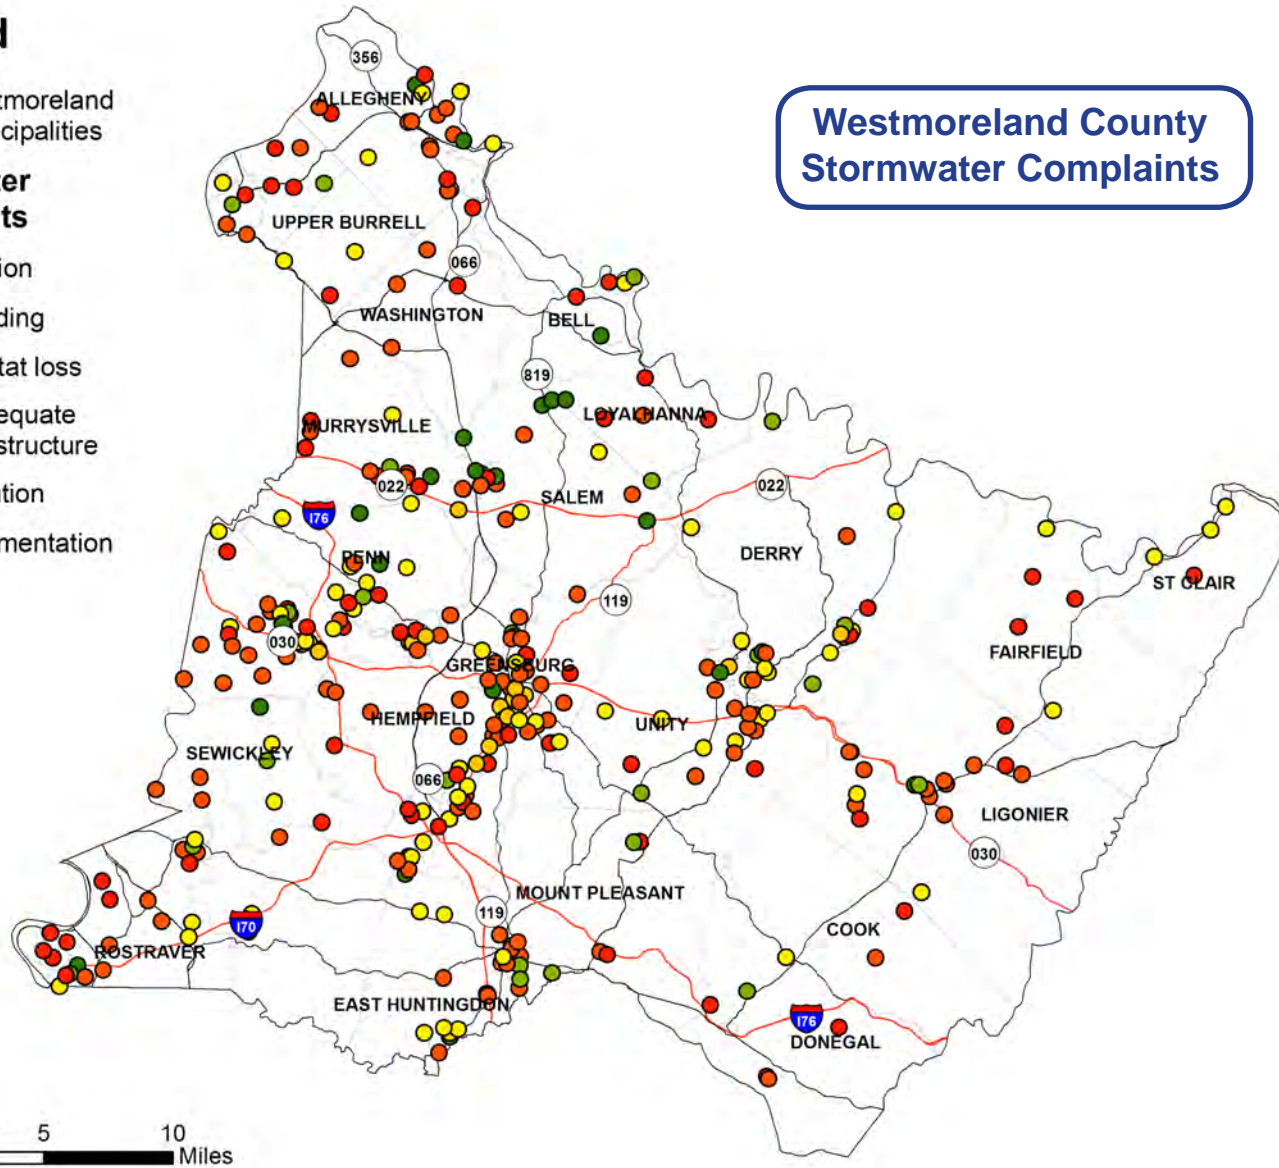 d
tmoreland
cipalities
ter
ts
ion
ding
tat loss
equate
structure
tion
mentation
Westmoreland County
Stormwater Complaints
356
ALLEGHENY
UPPER BURRELL
066
WASHINGTON
BELL
819
LOYALHANNA
MURRYSVILLE
022
022
SALEM
I76
PENN
DERRY
ST CLAIR
119
030
FAIRFIELD
GREENSBURG
HEMPFIELD
UNITY
SEWICKLEY
066
LIGONIER
030
MOUNT PLEASANT
119
I70
COOK
ROSTRAVER
EAST HUNTINGDON
I76
DONEGAL
5 10
Miles